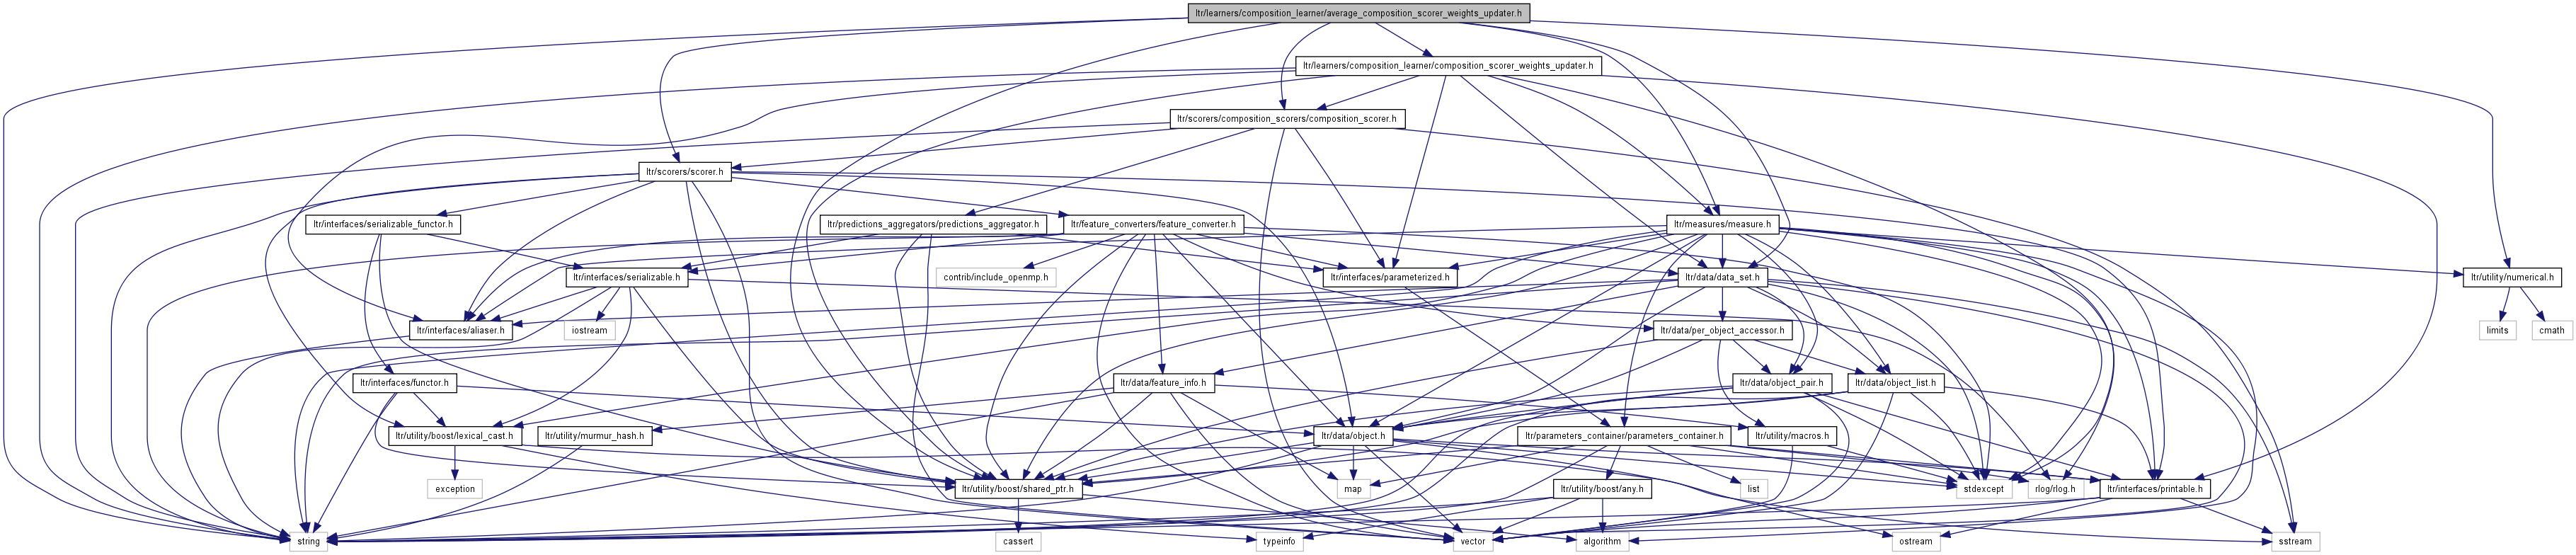 ltr/learners/composition_learner/average_composition_scorer_weights_updater.h
ltr/learners/composition_learner/composition_scorer_weights_updater.h
ltr/scorers/composition_scorers/composition_scorer.h
ltr/scorers/scorer.h
ltr/interfaces/serializable_functor.h
ltr/predictions_aggregators/predictions_aggregator.h
ltr/feature_converters/feature_converter.h
ltr/measures/measure.h
ltr/interfaces/serializable.h
contrib/include_openmp.h
ltr/interfaces/parameterized.h
ltr/data/data_set.h
ltr/utility/numerical.h
ltr/interfaces/aliaser.h
iostream
ltr/data/per_object_accessor.h
limits
cmath
ltr/interfaces/functor.h
ltr/data/feature_info.h
ltr/data/object_pair.h
ltr/data/object_list.h
ltr/utility/boost/lexical_cast.h
ltr/utility/murmur_hash.h
ltr/data/object.h
ltr/parameters_container/parameters_container.h
ltr/utility/macros.h
exception
ltr/utility/boost/shared_ptr.h
map
ltr/utility/boost/any.h
list
stdexcept
rlog/rlog.h
ltr/interfaces/printable.h
string
cassert
typeinfo
vector
algorithm
ostream
sstream